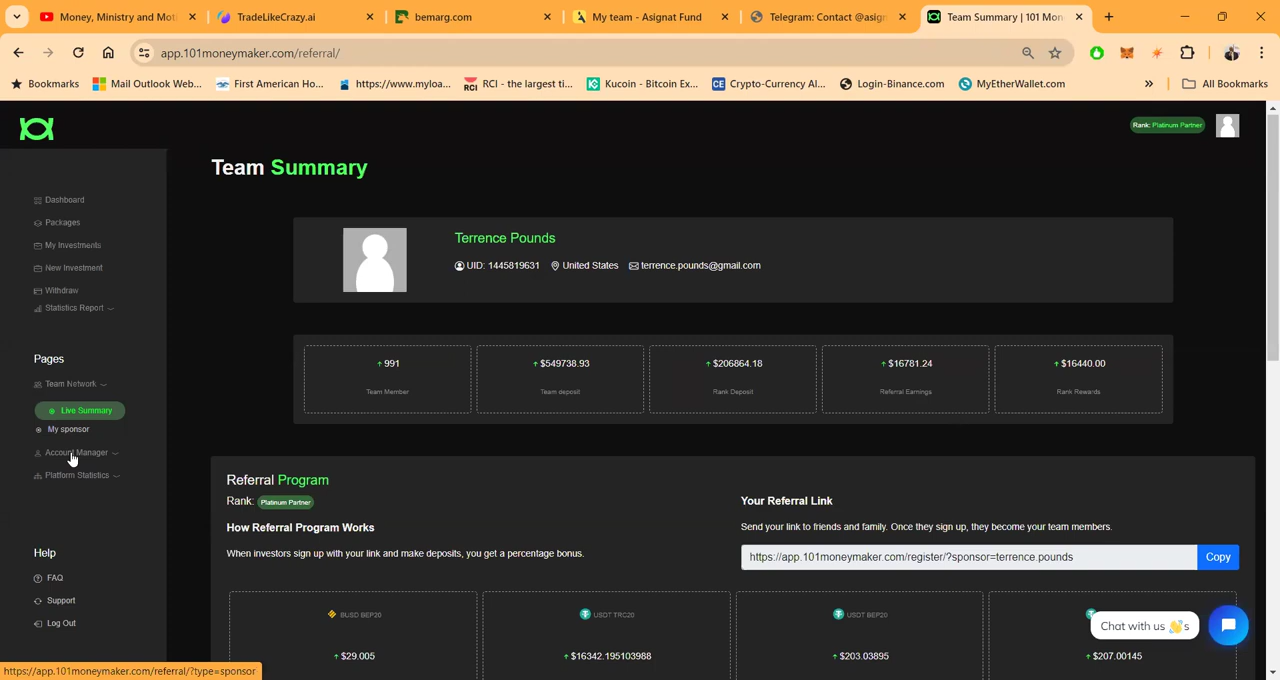 Money, Ministry and Mot
TradeLikeCrazy.ai
bemarg.com
My team - Asignat Fund
Telegram: Contact @asign
Team Summary | 101 Mon
app.101moneymaker.com/referral/
Bookmarks
Mail Outlook Web...
First American Ho...
https://www.myloa...
RCI - the largest ti...
Kucoin - Bitcoin Ex...
Crypto-Currency Al...
Login-Binance.com
MyEtherWallet.com
»
All Bookmarks
Rank: Platinum Partner
Team Summary
Dashboard
Packages
My Investments
New Investment
Withdraw
Statistics Report
Pages
Team Network
Live Summary
My sponsor
Account Manager
Platform Statistics
Help
FAQ
Support
Log Out
Terrence Pounds
UID: 1445819631 United States terrence.pounds@gmail.com
991
Team Member
$549738.93
Team deposit
$206864.18
Rank Deposit
$16781.24
Referral Earnings
$16440.00
Rank Rewards
Referral Program
Rank: Platinum Partner
How Referral Program Works
When investors sign up with your link and make deposits, you get a percentage bonus.
Your Referral Link
Send your link to friends and family. Once they sign up, they become your team members.
https://app.101moneymaker.com/register/?sponsor=terrence.pounds
Copy
BUSD BEP20
$29.005
USDT TRC20
$16342.195103988
USDT BEP20
$203.03895
$207.00145
Chat with us 👋's
https://app.101moneymaker.com/referral/?type=sponsor